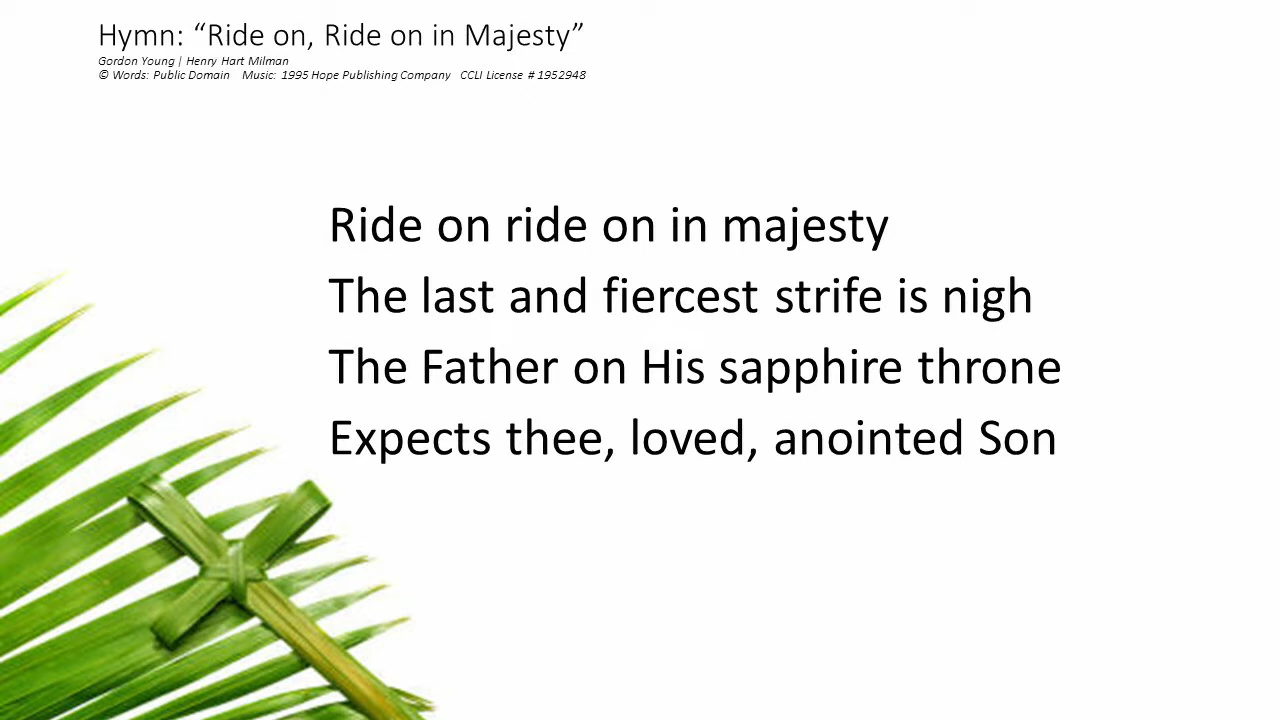 Hymn: “Ride on, Ride on in Majesty”
Gordon Young | Henry Hart Milman
© Words: Public Domain Music: 1995 Hope Publishing Company CCLI License # 1952948
Ride on ride on in majesty
The last and fiercest strife is nigh
The Father on His sapphire throne
Expects thee, loved, anointed Son